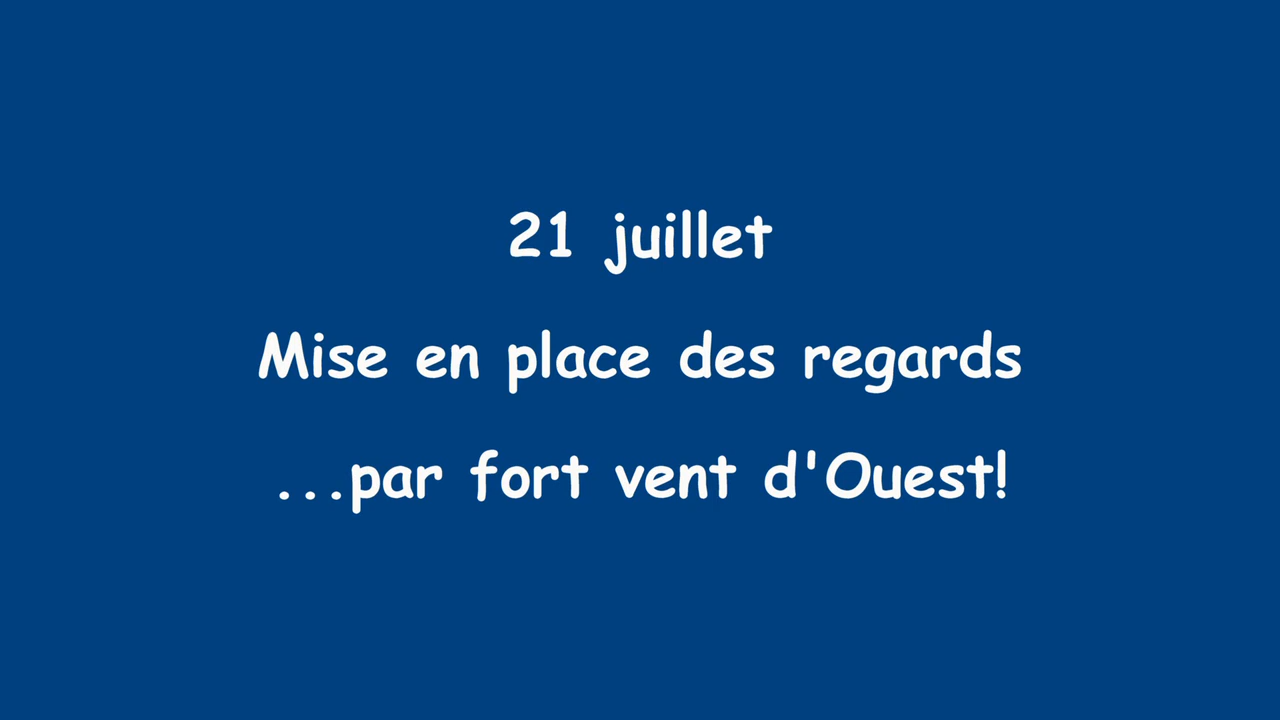 21 juillet
Mise en place des regards
...par fort vent d'Ouest!